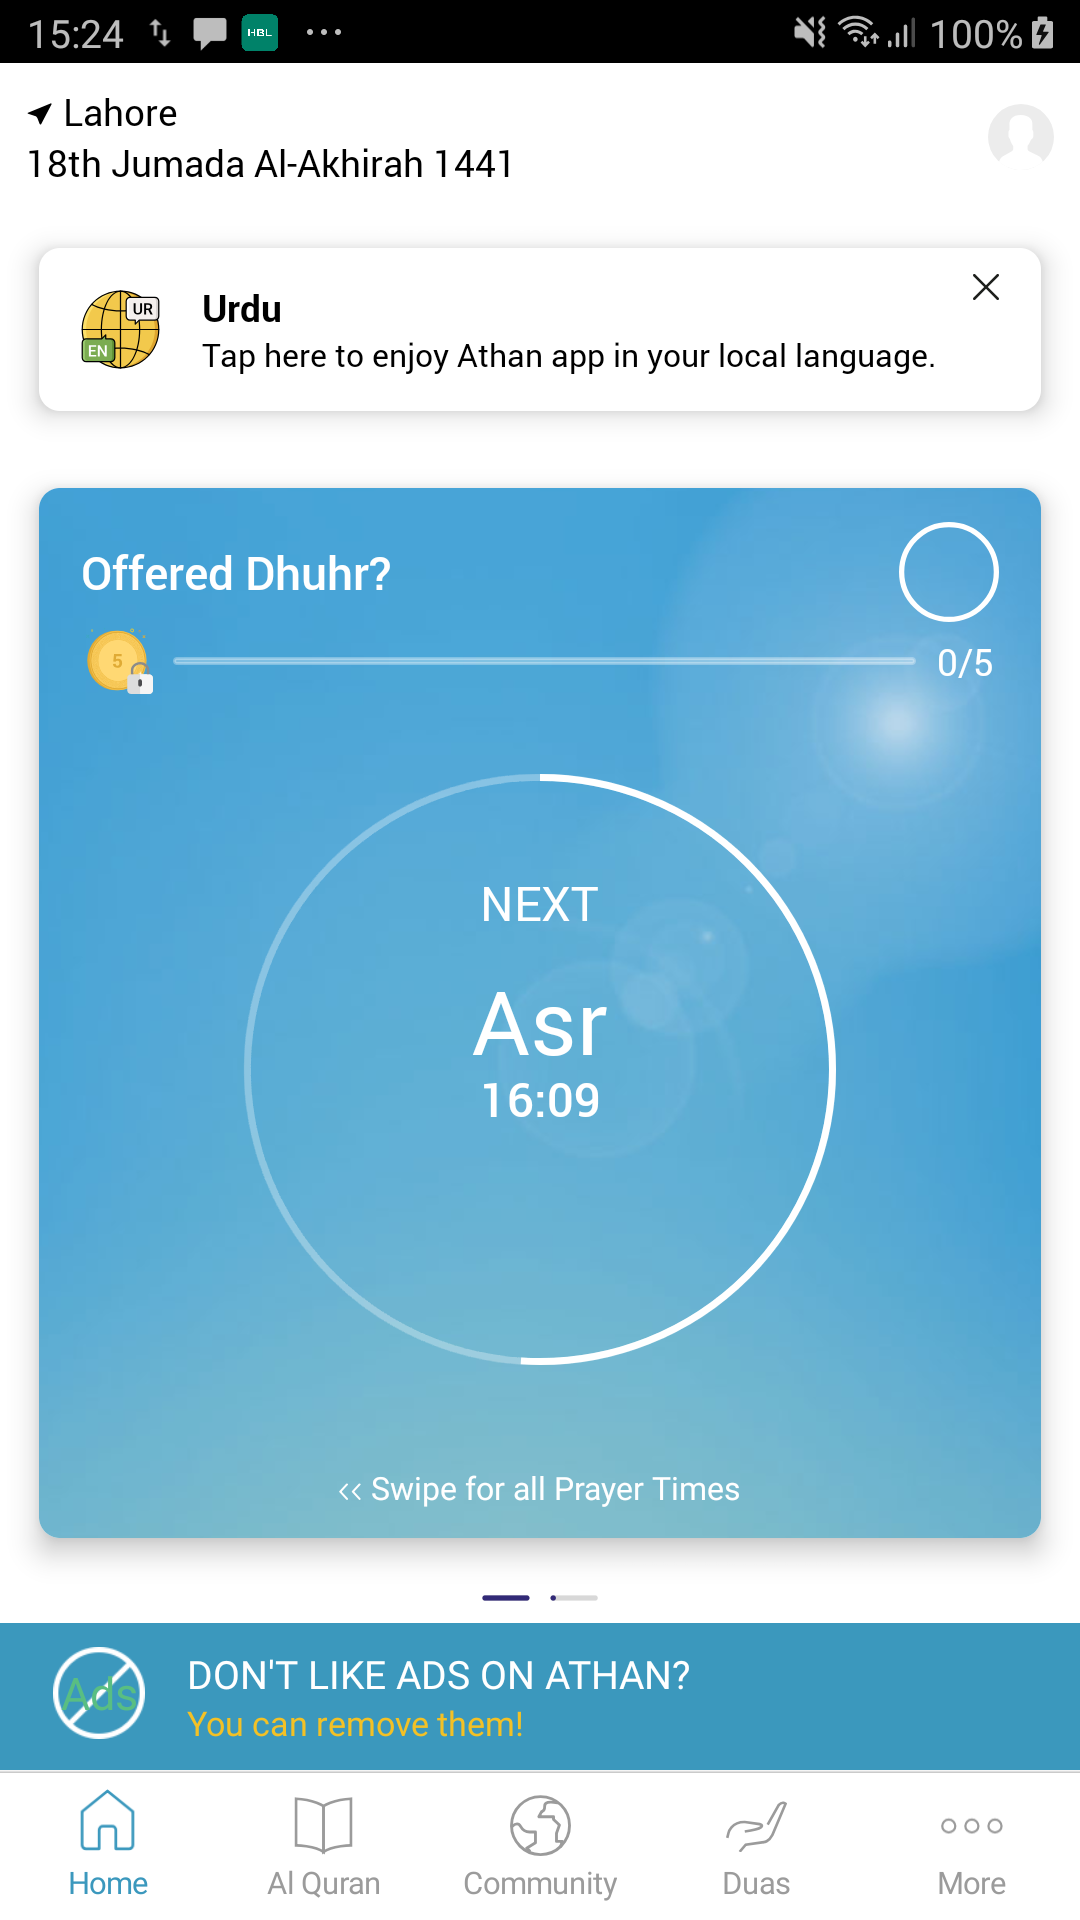 15:24 HBL 100%
Lahore
18th Jumada Al-Akhirah 1441
UR
EN
Urdu
Tap here to enjoy Athan app in your local language.
Offered Dhuhr?
5
0/5
NEXT
Asr
16:09
<< Swipe for all Prayer Times
Ads
DON'T LIKE ADS ON ATHAN?
You can remove them!
Home Al Quran Community Duas More